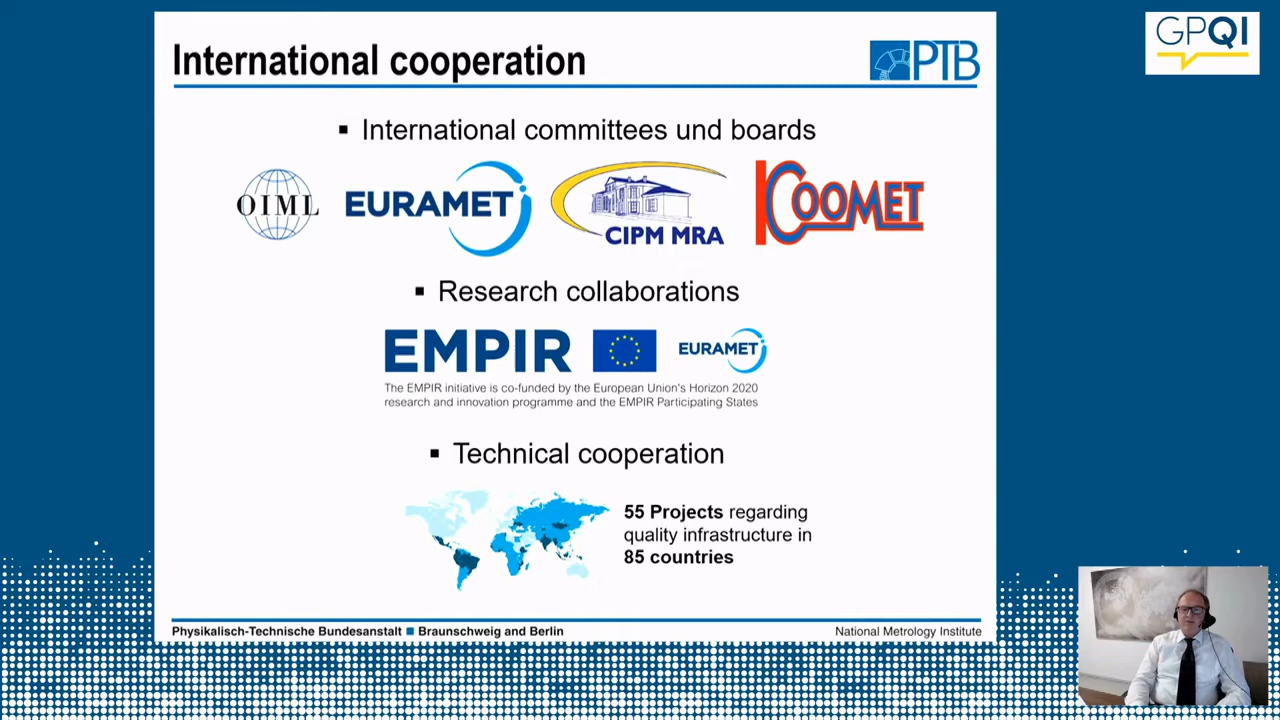 International cooperation
PTB
GPQI
▪ International committees und boards
OIML
EURAMET
CIPM MRA
COOMET
▪ Research collaborations
EMPIR
EURAMET
The EMPIR initiative is co-funded by the European Union's Horizon 2020
research and innovation programme and the EMPIR Participating States
▪ Technical cooperation
55 Projects regarding
quality infrastructure in
85 countries
Physikalisch-Technische Bundesanstalt ■ Braunschweig and Berlin
National Metrology Institute